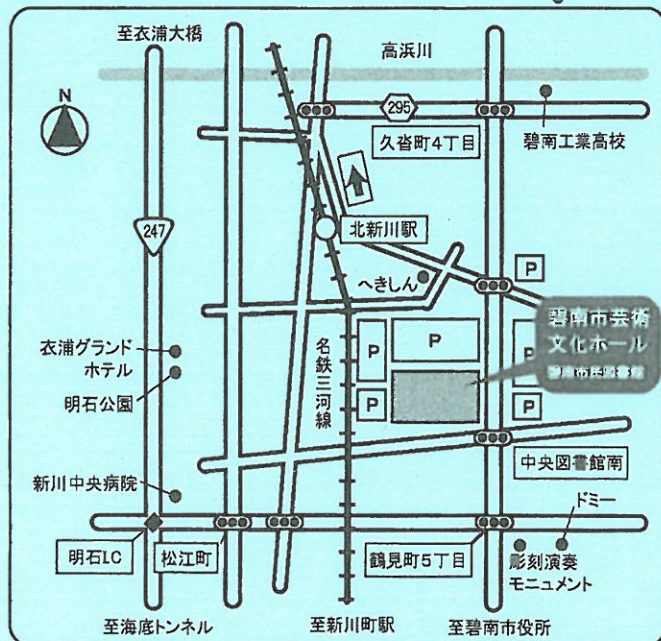 至衣浦大橋
高浜川
N
295
久沓町4丁目
碧南工業高校
247
北新川駅
P
へきしん
碧南市芸術
文化ホール
衣浦グランド
ホテル
明石公園
名鉄三河線
P
P
P
P
P
新川中央病院
中央図書館南
ドミー
明石I.C
松江町
鶴見町5丁目
彫刻演奏
モニュメント
至海底トンネル
至新川町駅
至碧南市役所